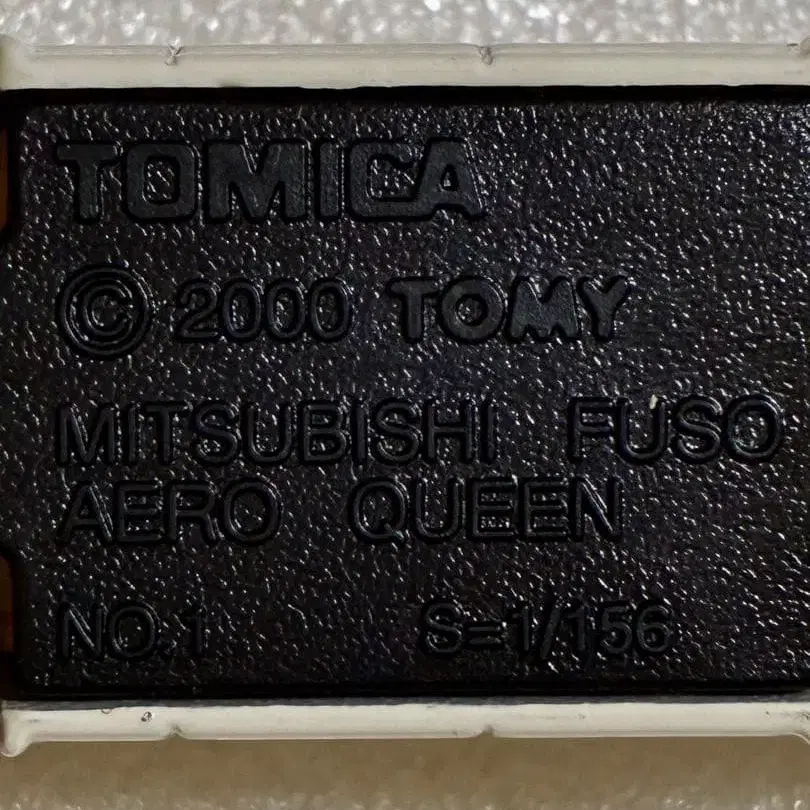 TOMICA
© 2000 TOMY
MITSUBISHI FUSO
AERO QUEEN
NO.1 S=1/156